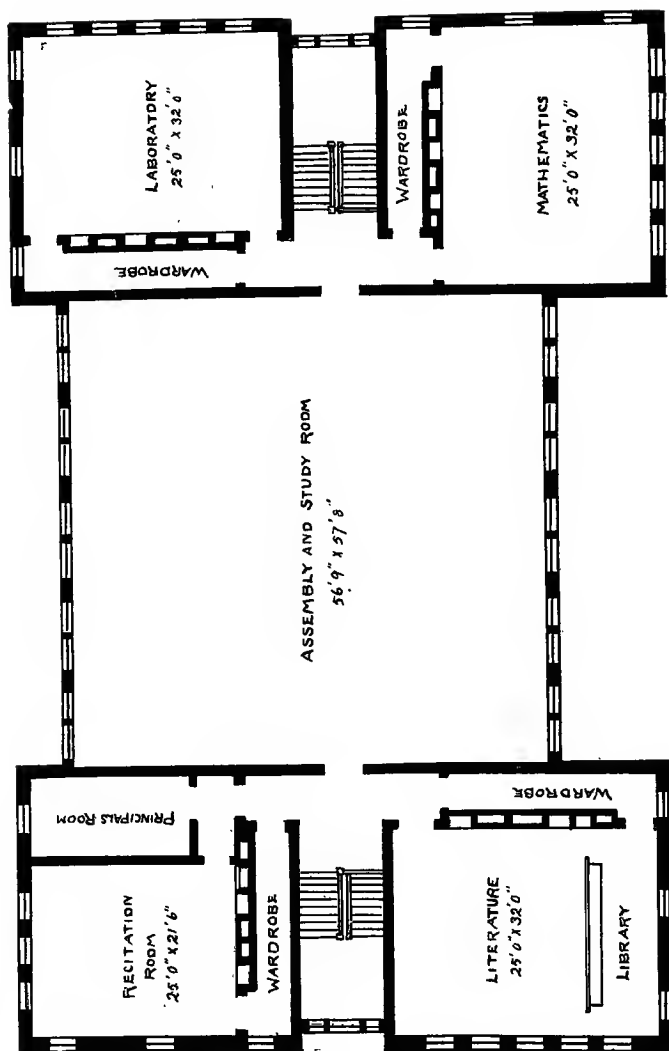 LABORATORY
25'0" X 32'0"
WARDROBE
WARDROBE
MATHEMATICS
25'0" X 32'0"
ASSEMBLY AND STUDY ROOM
56'9" X 57'8"
PRINCIPALS ROOM
RECITATION
ROOM
25'0" X 21'6"
WARDROBE
WARDROBE
LITERATURE
25'0" X 32'0"
LIBRARY